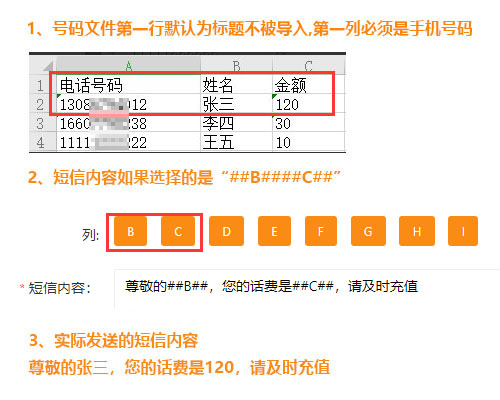 1、号码文件第一行默认为标题不被导入,第一列必须是手机号码
A B C
1 电话号码 姓名 金额
2 1308 012 张三 120
3 1660 238 李四 30
4 1111 222 王五 10
2、短信内容如果选择的是“##B####C##”
列: B C D E F G H I
* 短信内容： 尊敬的##B##，您的话费是##C##，请及时充值
3、实际发送的短信内容
尊敬的张三，您的话费是120，请及时充值